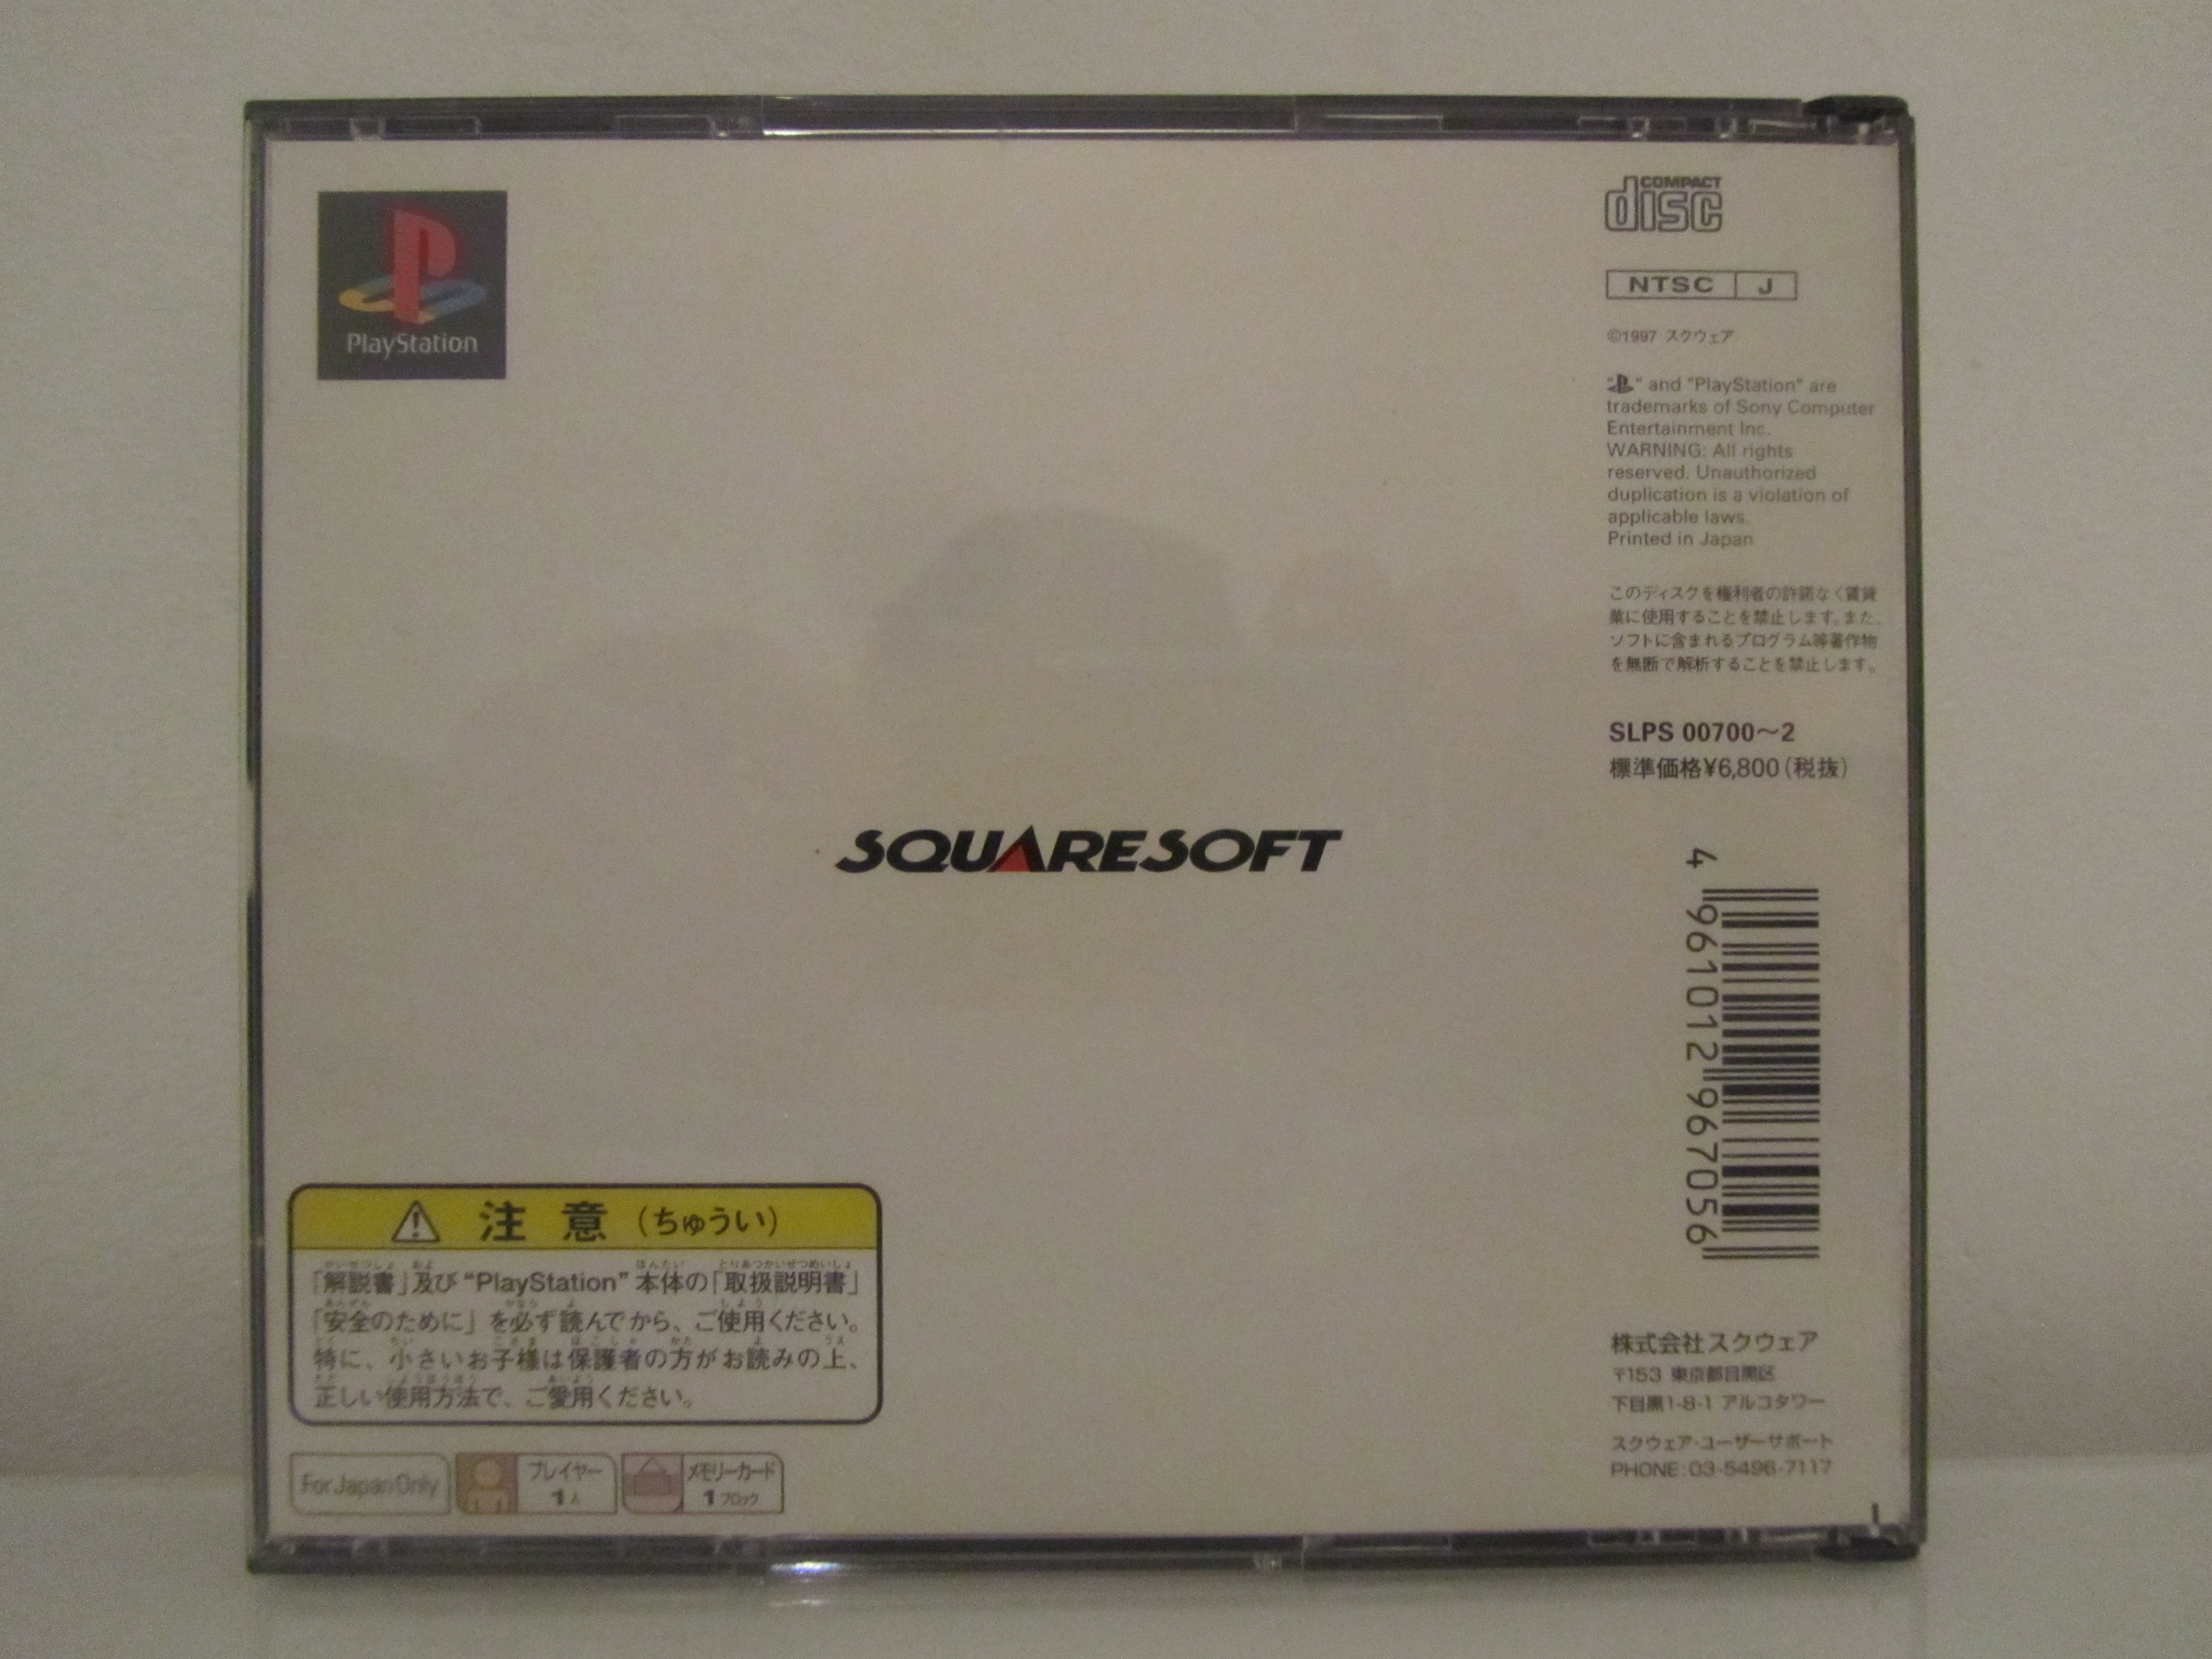 PlayStation
COMPACT
disc
NTSC J
©1997 スクウェア
" " and "PlayStation" are
trademarks of Sony Computer
Entertainment Inc.
WARNING: All rights
reserved. Unauthorized
duplication is a violation of
applicable laws.
Printed in Japan
このディスクを権利者の許諾なく賃貸
業に使用することを禁止します。また、
ソフトに含まれるプログラム等著作物
を無断で解析することを禁止します。
SLPS 00700〜2
標準価格¥6,800(税抜)
SQUARESOFT
4 961012 967056
注意(ちゅうい)
「解説書」及び“PlayStation”本体の「取扱説明書」
「安全のために」を必ず読んでから、ご使用ください。
特に、小さいお子様は保護者の方がお読みの上、
正しい使用方法で、ご愛用ください。
For Japan Only
プレイヤー
1人
メモリーカード
1ブロック
株式会社スクウェア
〒153 東京都目黒区
下目黒1-8-1 アルコタワー
スクウェア・ユーザーサポート
PHONE:03-5496-7117